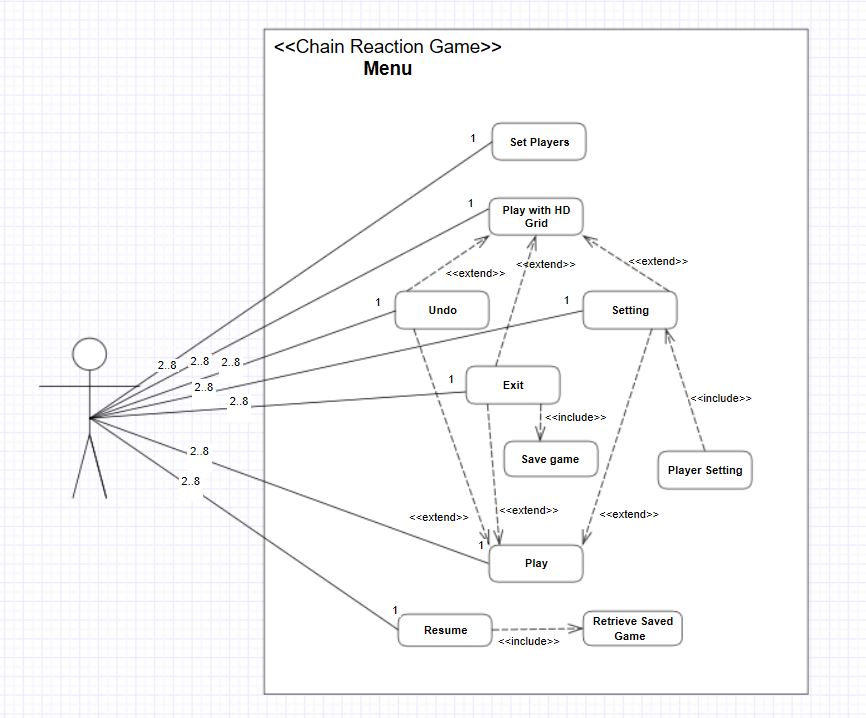 <<Chain Reaction Game>>
Menu
1
Set Players
1
Play with HD
Grid
<<extend>>
<<extend>>
<<extend>>
1
Undo
1
Setting
2..8
2..8
2..8
2..8
2..8
1
Exit
<<include>>
<<include>>
Save game
Player Setting
2..8
2..8
<<extend>>
<<extend>>
<<extend>>
1
Play
1
Resume
<<include>>
Retrieve Saved
Game